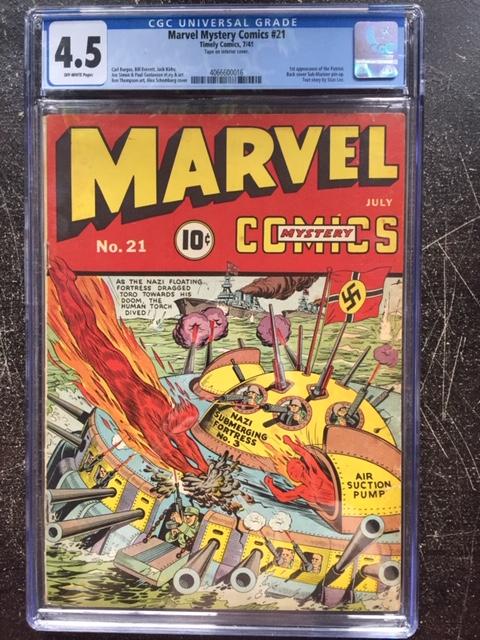 CGC UNIVERSAL GRADE
4.5
OFF-WHITE Pages
Marvel Mystery Comics #21
Timely Comics, 7/41
Tape on interior cover.
Carl Burgos, Bill Everett, Jack Kirby,
Joe Simon & Paul Gustavson story & art
Ben Thompson art, Alex Schomburg cover
4066600016
1st appearance of the Patriot.
Back cover Sub-Mariner pin-up.
Text story by Stan Lee.
CGC
MARVEL
JULY
No. 21
10¢
COMICS
MYSTERY
AS THE NAZI FLOATING
FORTRESS DRAGGED
TORO TOWARDS HIS
DOOM, THE
HUMAN TORCH
DIVED!
NAZI
SUBMERGING
FORTRESS
No. 3
AIR
SUCTION
PUMP